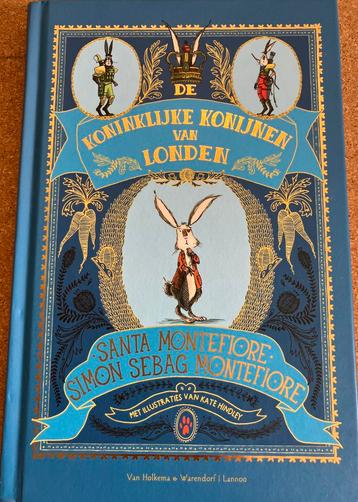 DE
KONINKLIJKE KONIJNEN
VAN
LONDEN
·SANTA MONTEFIORE·
SIMON SEBAG MONTEFIORE
MET ILLUSTRATIES VAN KATE HINDLEY
Van Holkema & Warendorf | Lannoo